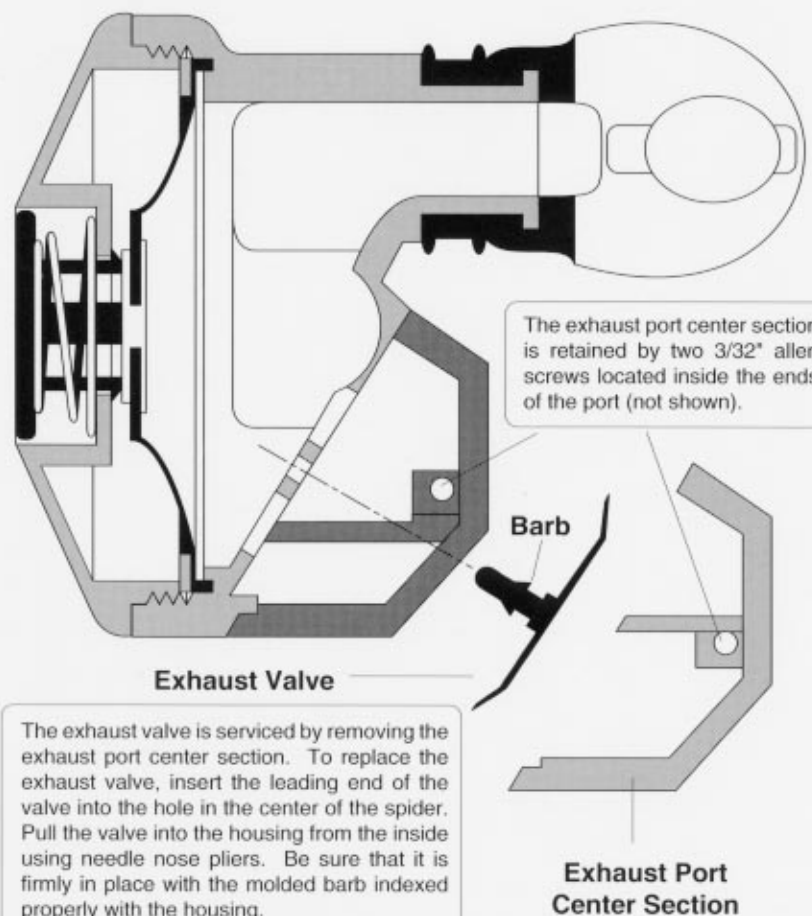 The exhaust port center section
is retained by two 3/32" allen
screws located inside the ends
of the port (not shown).
Barb
Exhaust Valve
The exhaust valve is serviced by removing the
exhaust port center section. To replace the
exhaust valve, insert the leading end of the
valve into the hole in the center of the spider.
Pull the valve into the housing from the inside
using needle nose pliers. Be sure that it is
firmly in place with the molded barb indexed
properly with the housing.
Exhaust Port
Center Section